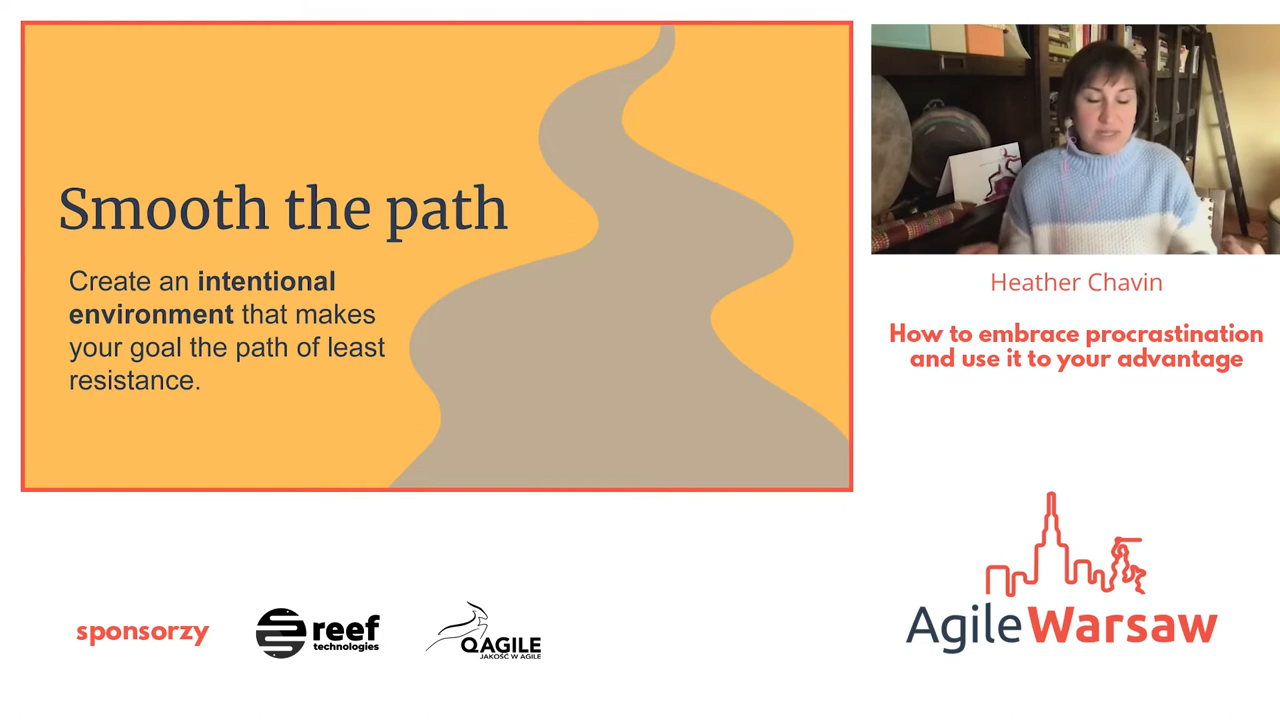 Smooth the path
Create an intentional
environment that makes
your goal the path of least
resistance.
Heather Chavin
How to embrace procrastination
and use it to your advantage
sponsorzy
reef
technologies
QAGILE
JAKOŚĆ W AGILE
AgileWarsaw